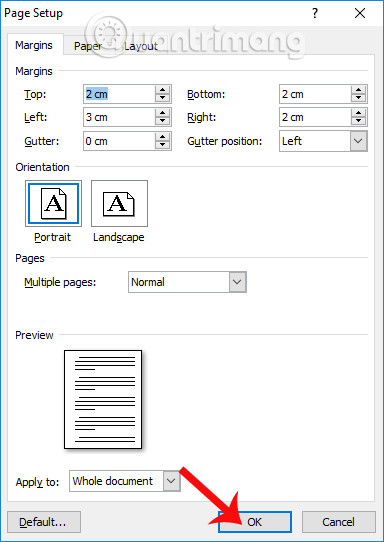 Page Setup
Margins Paper Layout
Quantrimang
Margins
Top: 2 cm Bottom: 2 cm
Left: 3 cm Right: 2 cm
Gutter: 0 cm Gutter position: Left
Orientation
A A
Portrait Landscape
Pages
Multiple pages: Normal
Preview
Apply to: Whole document
Default... OK Cancel